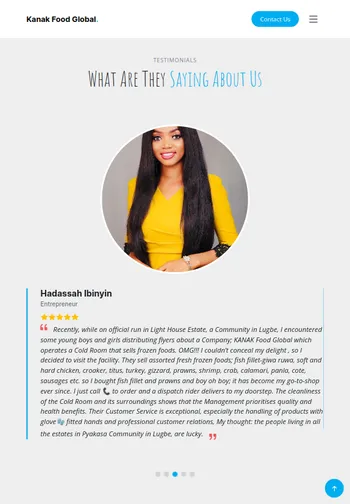 Kanak Food Global.
Contact Us
TESTIMONIALS
What Are They Saying About Us
Hadassah Ibinyin
Entrepreneur
Recently, while on official run in Light House Estate, a Community in Lugbe, I encountered
some young boys and girls distributing flyers about a Company; KANAK Food Global which
operates a Cold Room that sells frozen foods. OMG!!! I couldn't conceal my delight , so I
decided to visit the facility. They sell assorted fresh frozen foods; fish fillet-giwa ruwa, soft and
hard chicken, croaker, titus, turkey, gizzard, prawns, shrimp, crab, calamari, panla, cote,
sausages etc. so I bought fish fillet and prawns and boy oh boy; it has become my go-to-shop
ever since. I just call 📞 to order and a dispatch rider delivers to my doorstep. The cleanliness
of the Cold Room and its surroundings shows that the Management prioritises quality and
health benefits. Their Customer Service is exceptional, especially the handling of products with
glove🧤 fitted hands and professional customer relations, My thought: the people living in all
the estates in Pyakasa Community in Lugbe, are lucky.